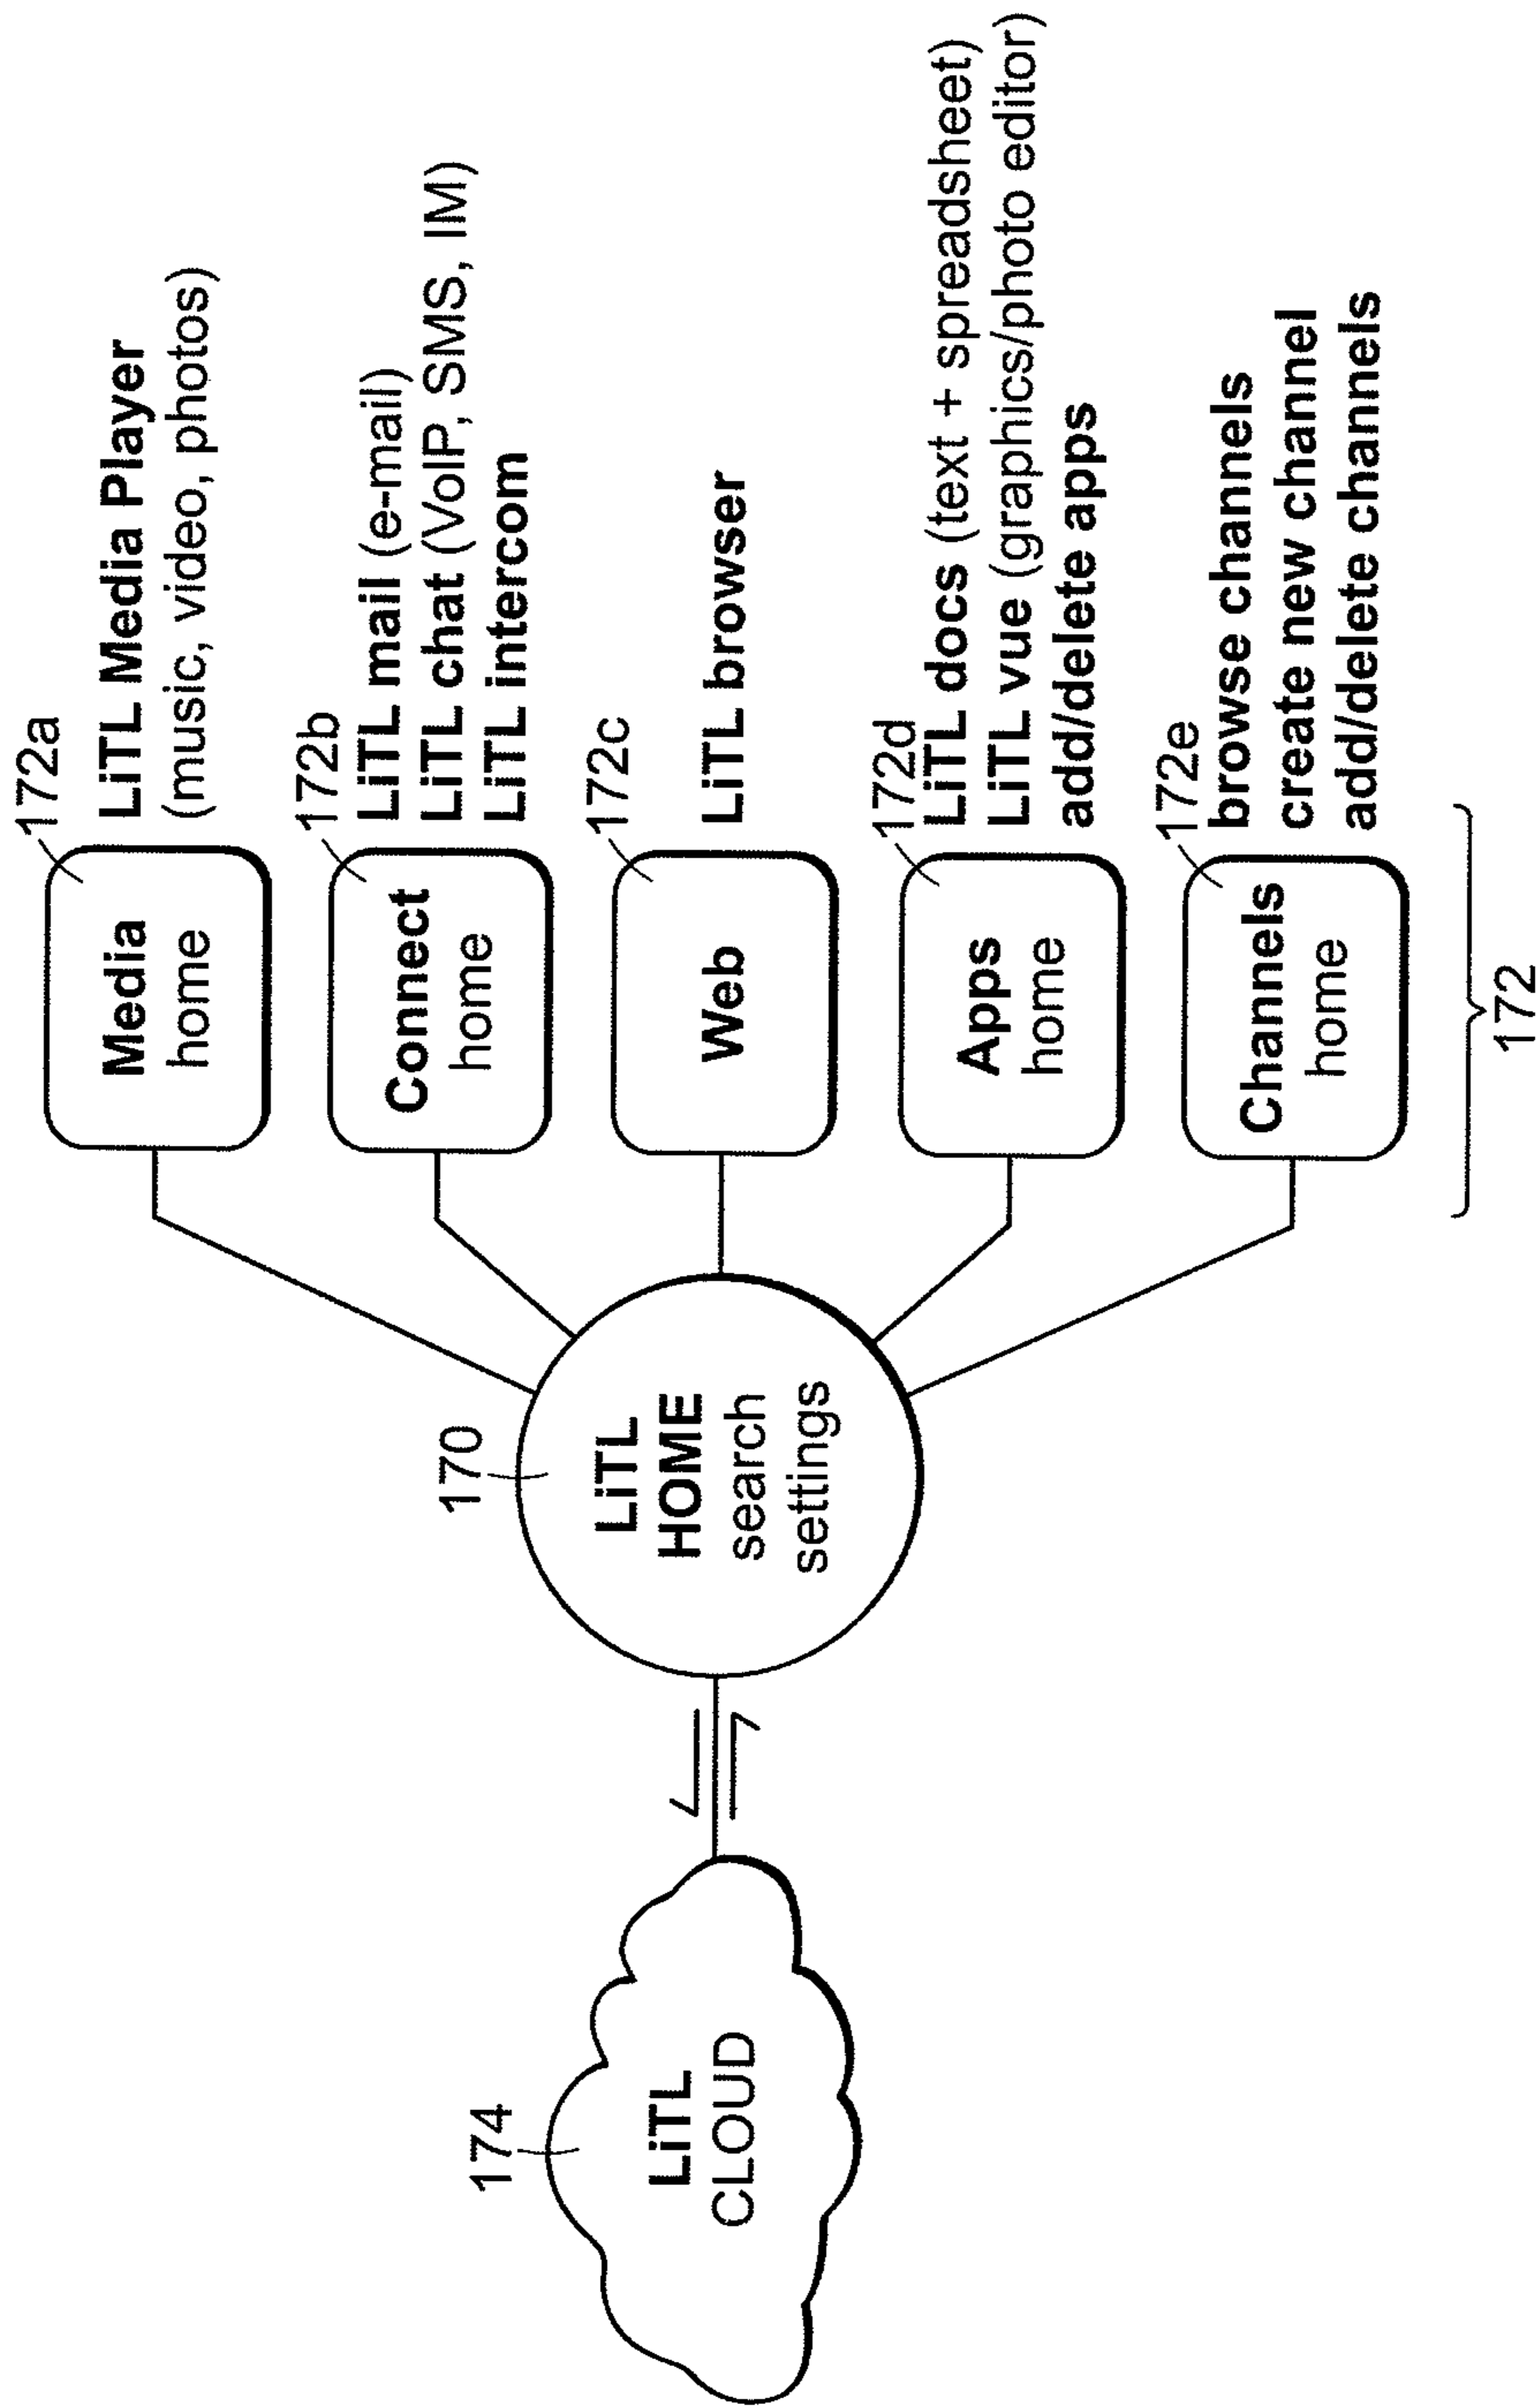 174
LiTL
CLOUD
170
LiTL
HOME
search
settings
172a
Media
home
LiTL Media Player
(music, video, photos)
172b
Connect
home
LiTL mail (e-mail)
LiTL chat (VoIP, SMS, IM)
LiTL intercom
172c
Web
LiTL browser
172d
Apps
home
LiTL docs (text + spreadsheet)
LiTL vue (graphics/photo editor)
add/delete apps
172e
Channels
home
browse channels
create new channel
add/delete channels
172